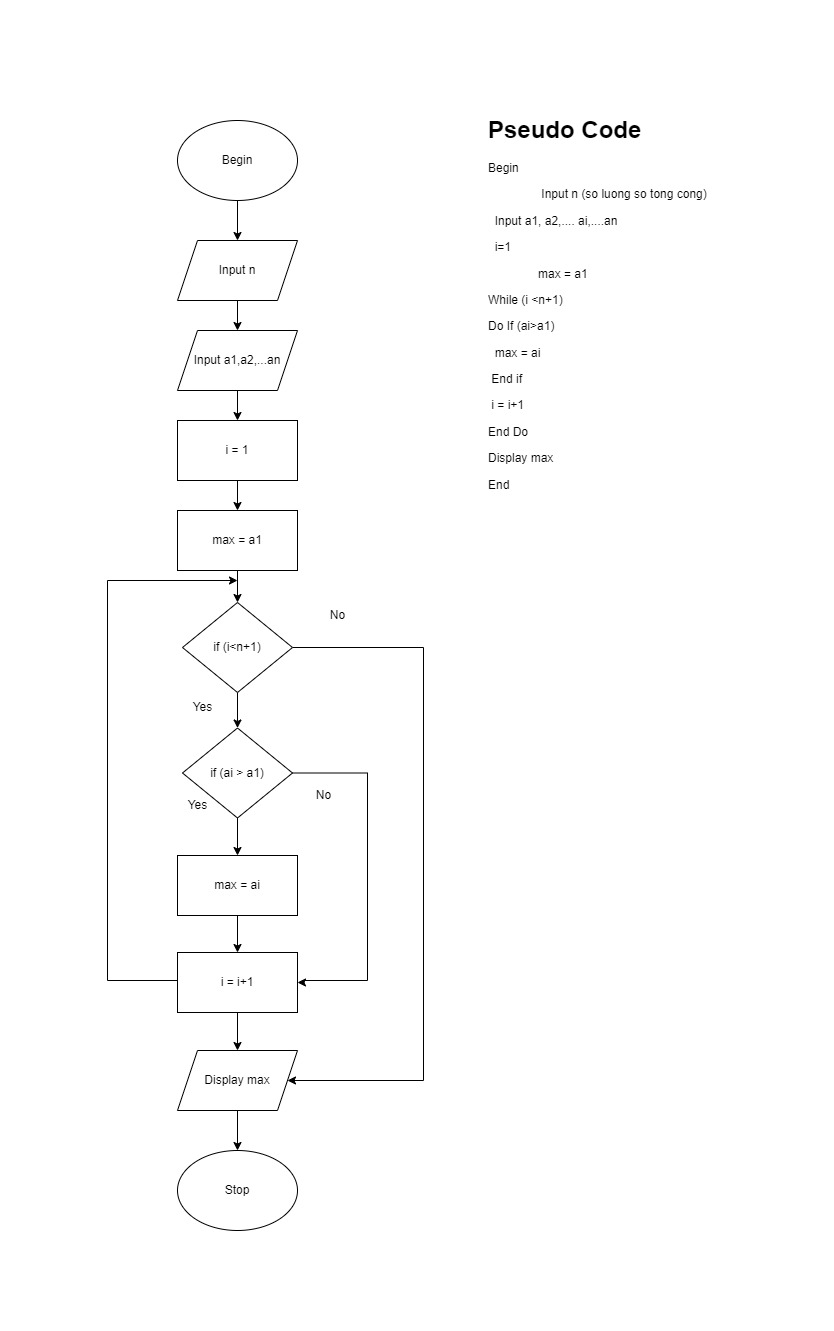 Begin
Input n
Input a1,a2,...an
i = 1
max = a1
if (i<n+1)
No
Yes
if (ai > a1)
Yes
No
max = ai
i = i+1
Display max
Stop
Pseudo Code
Begin
Input n (so luong so tong cong)
Input a1, a2,.... ai,....an
i=1
max = a1
While (i <n+1)
Do If (ai>a1)
max = ai
End if
i = i+1
End Do
Display max
End